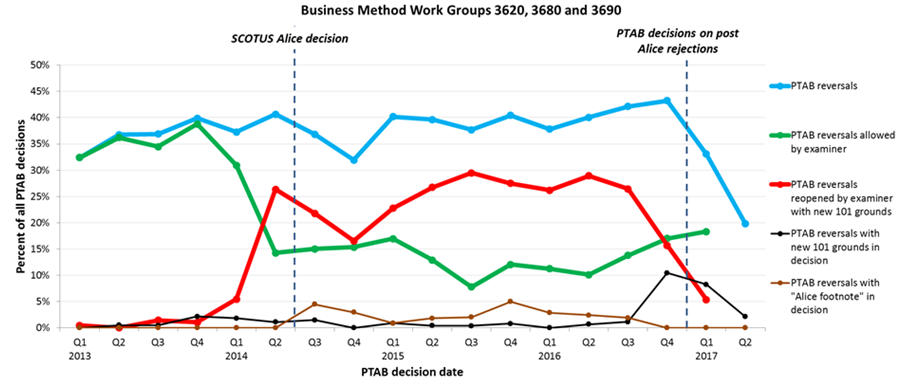 Business Method Work Groups 3620, 3680 and 3690
SCOTUS Alice decision
PTAB decisions on post
Alice rejections
Percent of all PTAB decisions
50%
45%
40%
35%
30%
25%
20%
15%
10%
5%
0%
Q1 Q2 Q3 Q4 Q1 Q2 Q3 Q4 Q1 Q2 Q3 Q4 Q1 Q2 Q3 Q4 Q1 Q2
2013 2014 2015 2016 2017
PTAB decision date
PTAB reversals
PTAB reversals allowed
by examiner
PTAB reversals
reopened by examiner
with new 101 grounds
PTAB reversals with
new 101 grounds in
decision
PTAB reversals with
"Alice footnote" in
decision